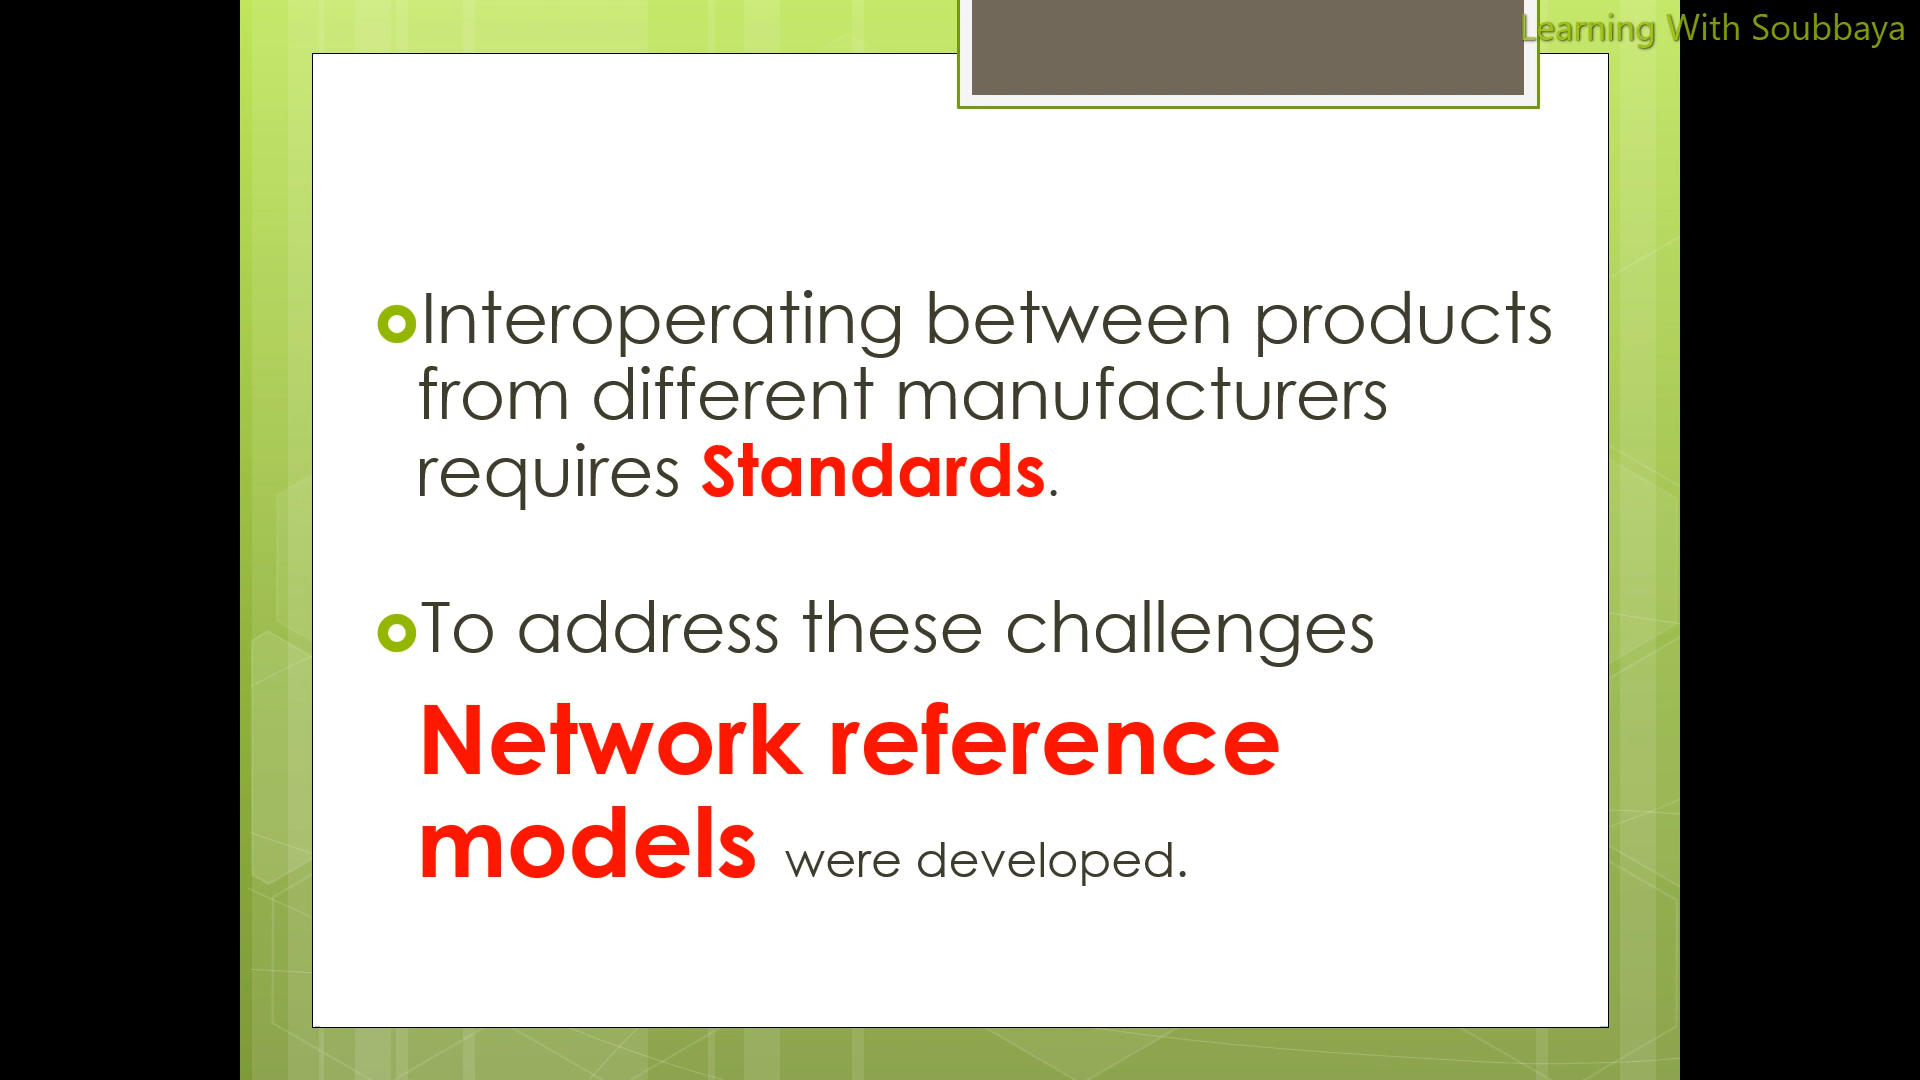 Learning With Soubbaya
Interoperating between products
from different manufacturers
requires Standards.
To address these challenges
Network reference
models were developed.